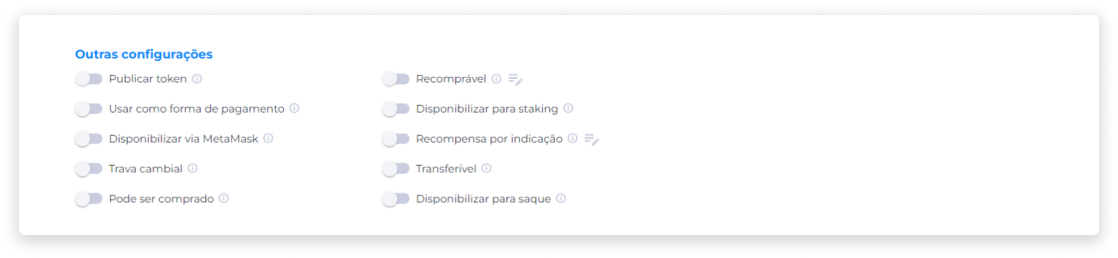 Outras configurações
Publicar token
Recomprável
Usar como forma de pagamento
Disponibilizar para staking
Disponibilizar via MetaMask
Recompensa por indicação
Trava cambial
Transferível
Pode ser comprado
Disponibilizar para saque